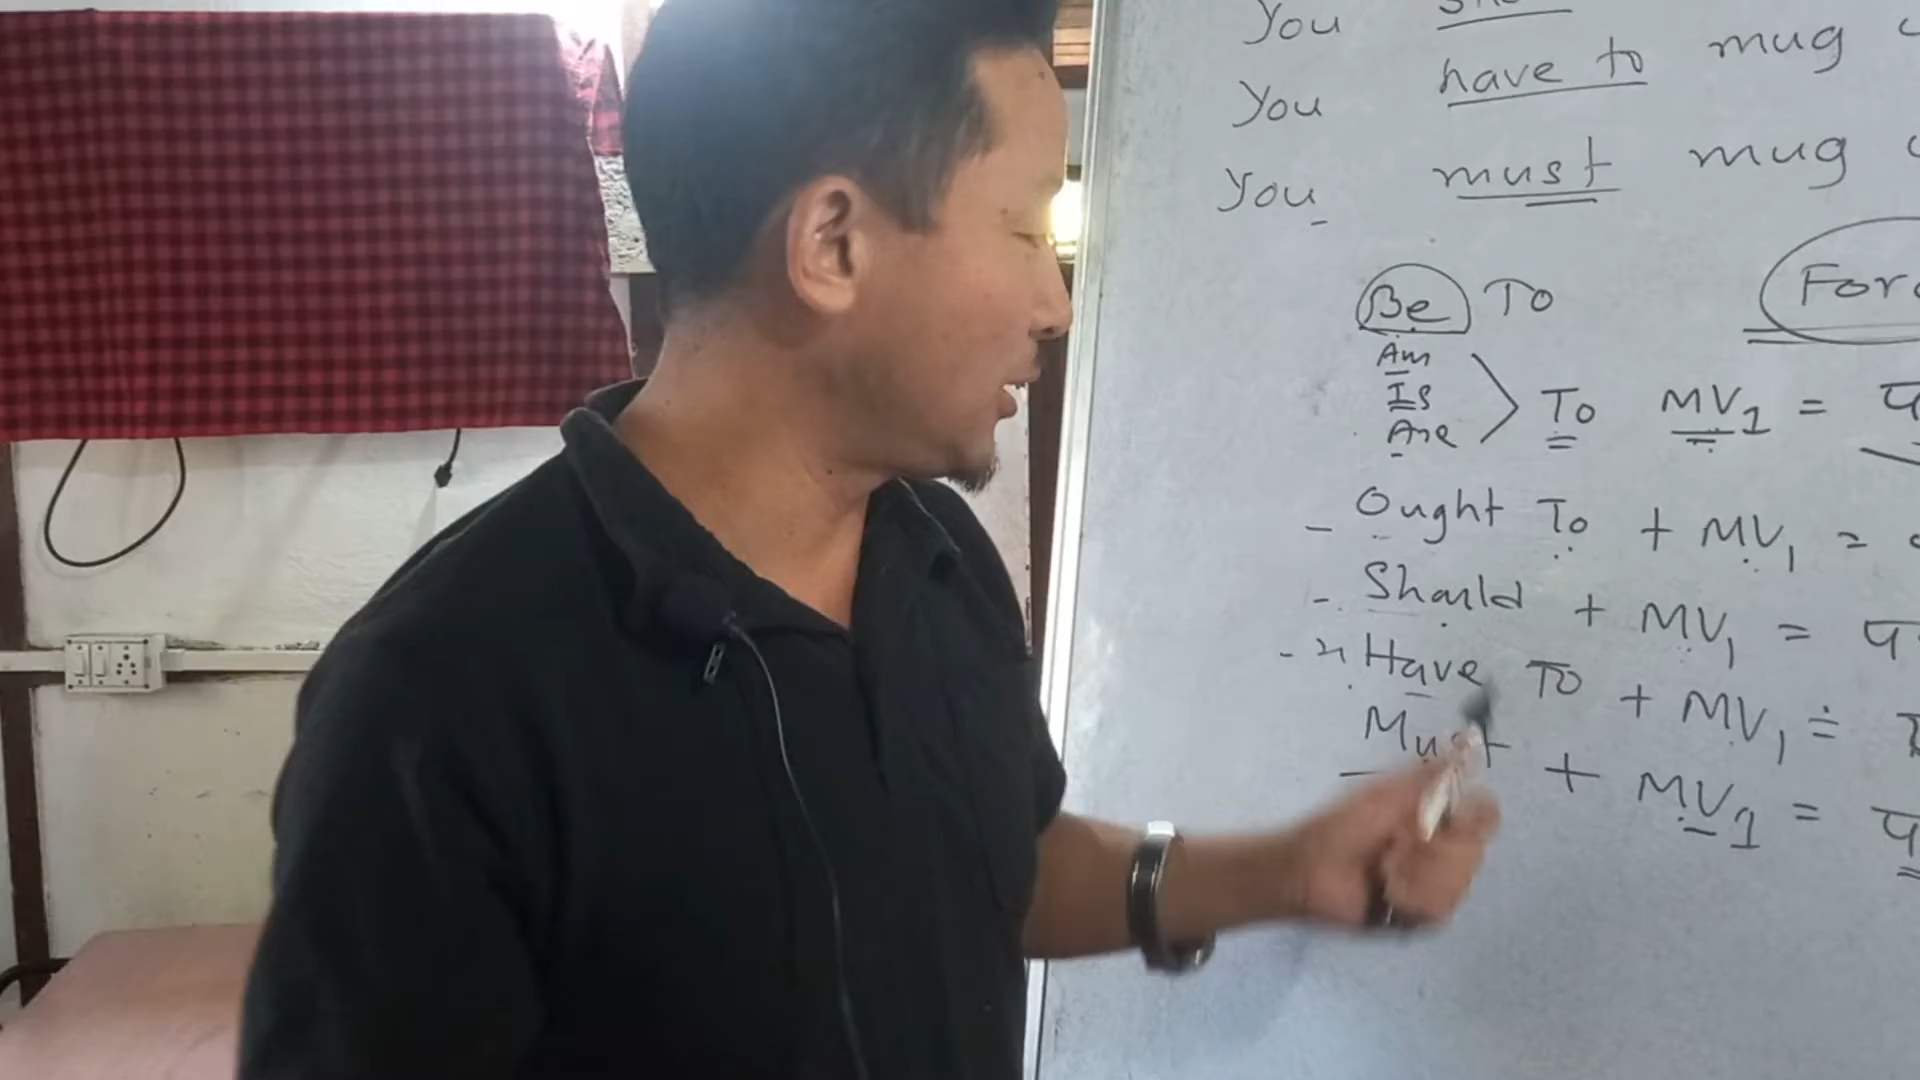 You
You have to mug
You must mug
Be To
Am
Is To MV1 =
Are
- Ought To + MV1 =
- Should + MV1 =
- Have To + MV1 =
Must + MV1 =